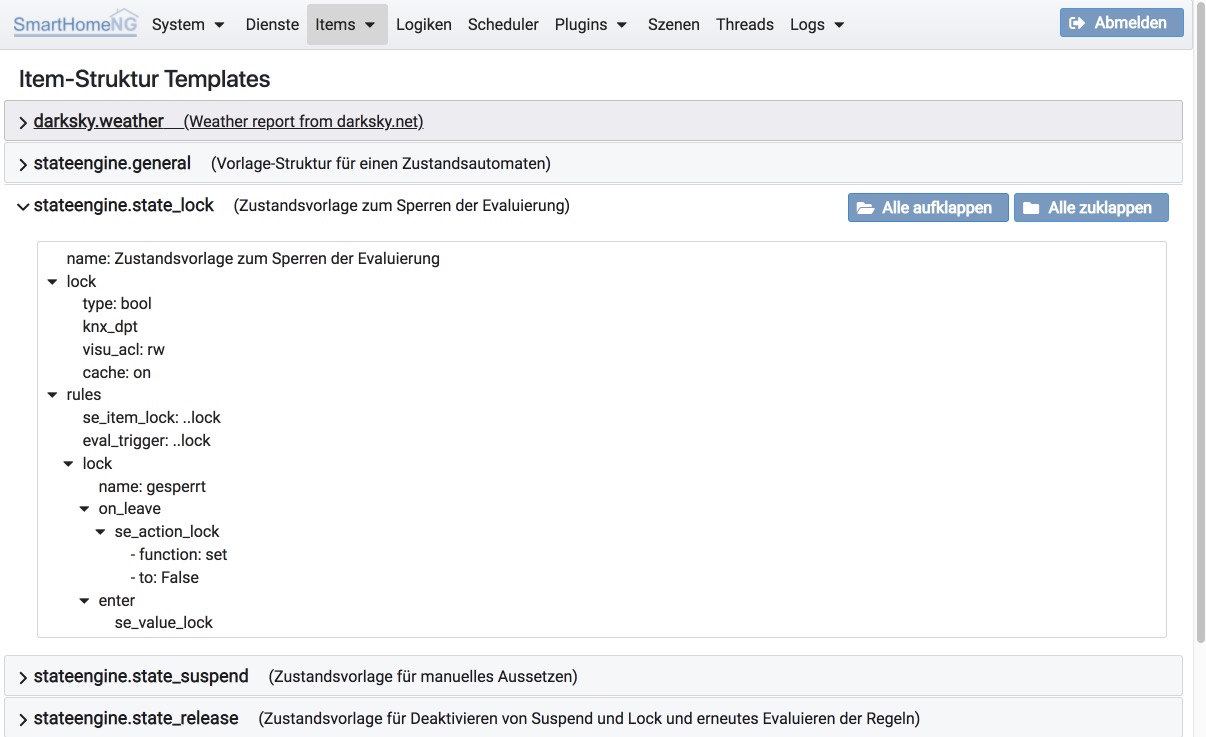 SmartHomeNG System Dienste Items Logiken Scheduler Plugins Szenen Threads Logs Abmelden
Item-Struktur Templates
darksky.weather (Weather report from darksky.net)
stateengine.general (Vorlage-Struktur für einen Zustandsautomaten)
stateengine.state_lock (Zustandsvorlage zum Sperren der Evaluierung) Alle aufklappen Alle zuklappen
name: Zustandsvorlage zum Sperren der Evaluierung
lock
type: bool
knx_dpt
visu_acl: rw
cache: on
rules
se_item_lock: ..lock
eval_trigger: ..lock
lock
name: gesperrt
on_leave
se_action_lock
- function: set
- to: False
enter
se_value_lock
stateengine.state_suspend (Zustandsvorlage für manuelles Aussetzen)
stateengine.state_release (Zustandsvorlage für Deaktivieren von Suspend und Lock und erneutes Evaluieren der Regeln)